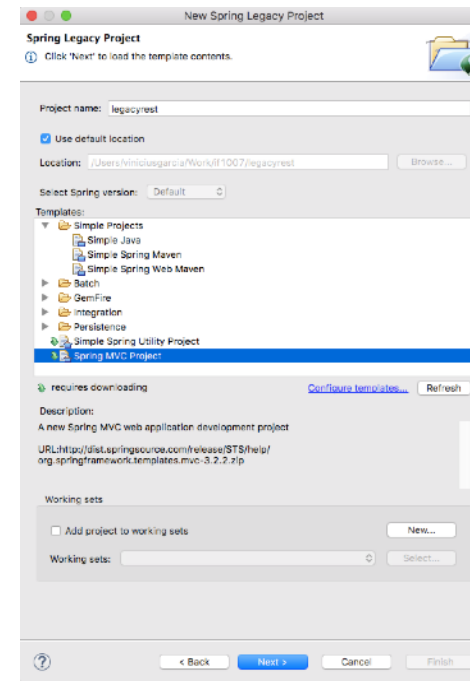 New Spring Legacy Project
Spring Legacy Project
Click 'Next' to load the template contents.
Project name: legacyrest
Use default location
Location: /Users/viniciusgarcia/Work/if1007/legacyrest Browse...
Select Spring version: Default
Templates:
Simple Projects
Simple Java
Simple Spring Maven
Simple Spring Web Maven
Batch
GemFire
Integration
Persistence
Simple Spring Utility Project
Spring MVC Project
requires downloading Configure templates... Refresh
Description:
A new Spring MVC web application development project
URL:http://dist.springsource.com/release/STS/help/
org.springframework.templates.mvc-3.2.2.zip
Working sets
Add project to working sets New...
Working sets: Select...
? < Back Next > Cancel Finish